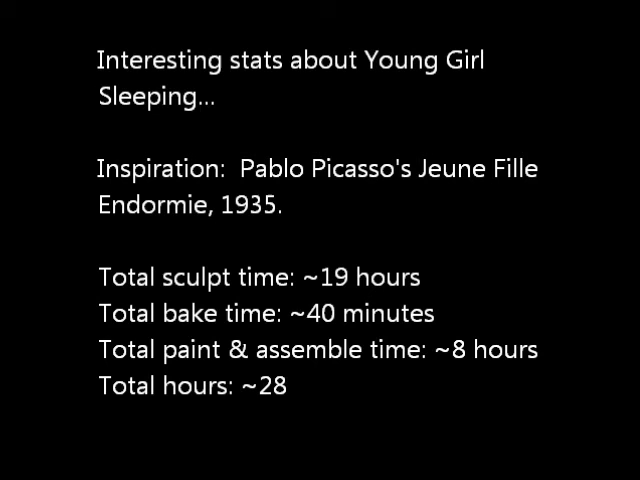 Interesting stats about Young Girl
Sleeping...
Inspiration:  Pablo Picasso's Jeune Fille
Endormie, 1935.
Total sculpt time: ~19 hours
Total bake time: ~40 minutes
Total paint & assemble time: ~8 hours
Total hours: ~28